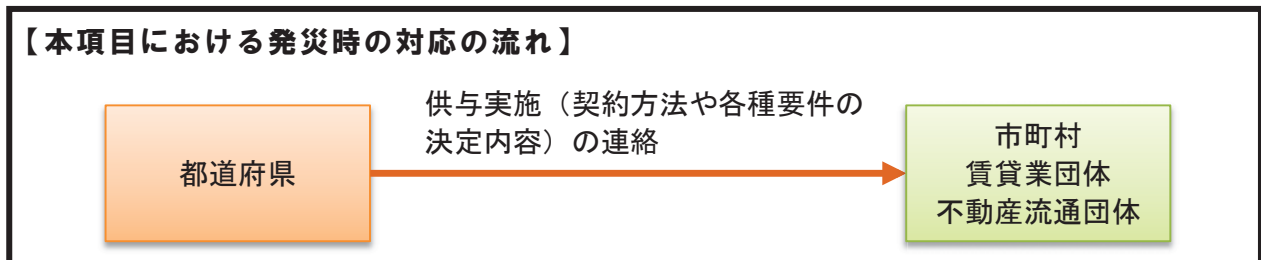 【本項目における発災時の対応の流れ】
供与実施（契約方法や各種要件の
決定内容）の連絡
都道府県
市町村
賃貸業団体
不動産流通団体